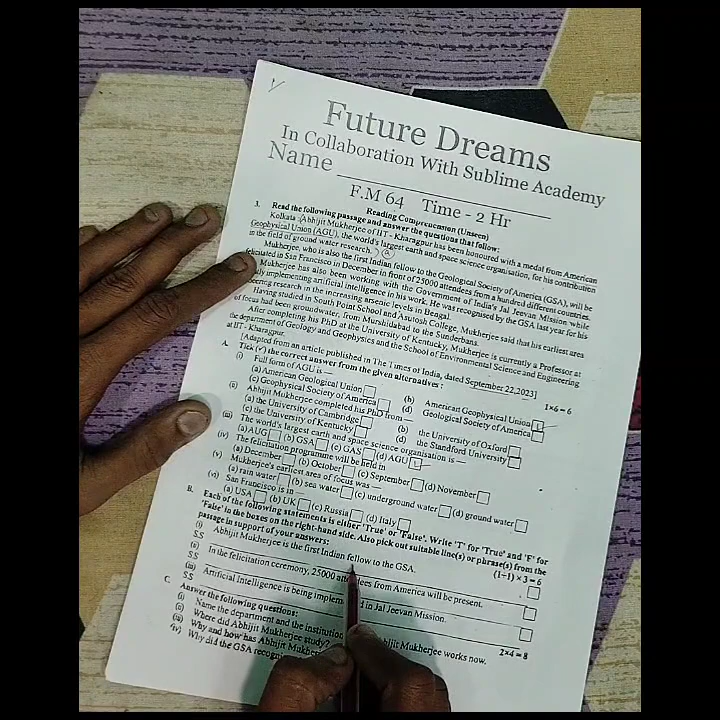 Future Dreams
In Collaboration With Sublime Academy
Name
F.M 64 Time - 2 Hr
Reading Comprehension (Unseen)
1. Read the following passage and answer the questions that follow:
Kolkata : Abhijit Mukherjee of IIT - Kharagpur has been honoured with a medal from American
Geophysical Union (AGU), the world's largest earth and space science organisation, for his contribution
in the field of ground water research. A
Mukherjee, who is also the first Indian fellow to the Geological Society of America (GSA), will be
felicitated in San Francisco in December in front of 25000 attendees from a hundred different countries.
Mukherjee has also been working with the Government of India's Jal Jeevan Mission while
implementing artificial intelligence in his work. He was recognised by the GSA last year for his
research in the increasing arsenic levels in Bengal.
Having studied in South Point School and Asutosh College, Mukherjee said that his earliest area
of focus had been groundwater, from Murshidabad to the Sunderbans.
After completing his PhD at the University of Kentucky, Mukherjee is currently a Professor at
the department of Geology and Geophysics and the School of Environmental Science and Engineering
at IIT - Kharagpur.
[Adapted from an article published in The Times of India, dated September 22,2023]
A. Tick (✓) the correct answer from the given alternatives : 1×6=6
(i) Full form of AGU is —
(a) American Geological Union (b) American Geophysical Union
(c) Geophysical Society of America (d) Geological Society of America
(ii) Abhijit Mukherjee completed his PhD from —
(a) the University of Cambridge (b) the University of Oxford
(c) the University of Kentucky (d) the Standford University
(iii) The world's largest earth and space science organisation is —
(a) AUG (b) GSA (c) GAS (d) AGU
(iv) The felicitation programme will be held in
(a) December (b) October (c) September (d) November
(v) Mukherjee's earliest area of focus was —
(a) rain water (b) sea water (c) underground water (d) ground water
(vi) San Francisco is in —
(a) USA (b) UK (c) Russia (d) Italy
B. Each of the following statements is either 'True' or 'False'. Write 'T' for 'True' and 'F' for
'False' in the boxes on the right-hand side. Also pick out suitable line(s) or phrase(s) from the
passage in support of your answers: (1+1) × 3 = 6
(i) Abhijit Mukherjee is the first Indian fellow to the GSA.
S.S
(ii) In the felicitation ceremony, 25000 attendees from America will be present.
S.S
Artificial Intelligence is being in Jal Jeevan Mission.
S.S
C. Answer the following questions: 2×4 = 8
(i) Name the department and the institution Abhijit Mukherjee works now.
(ii) Where did Abhijit Mukherjee study?
(iii) Why and how has Abhijit
(iv) Why did the GSA